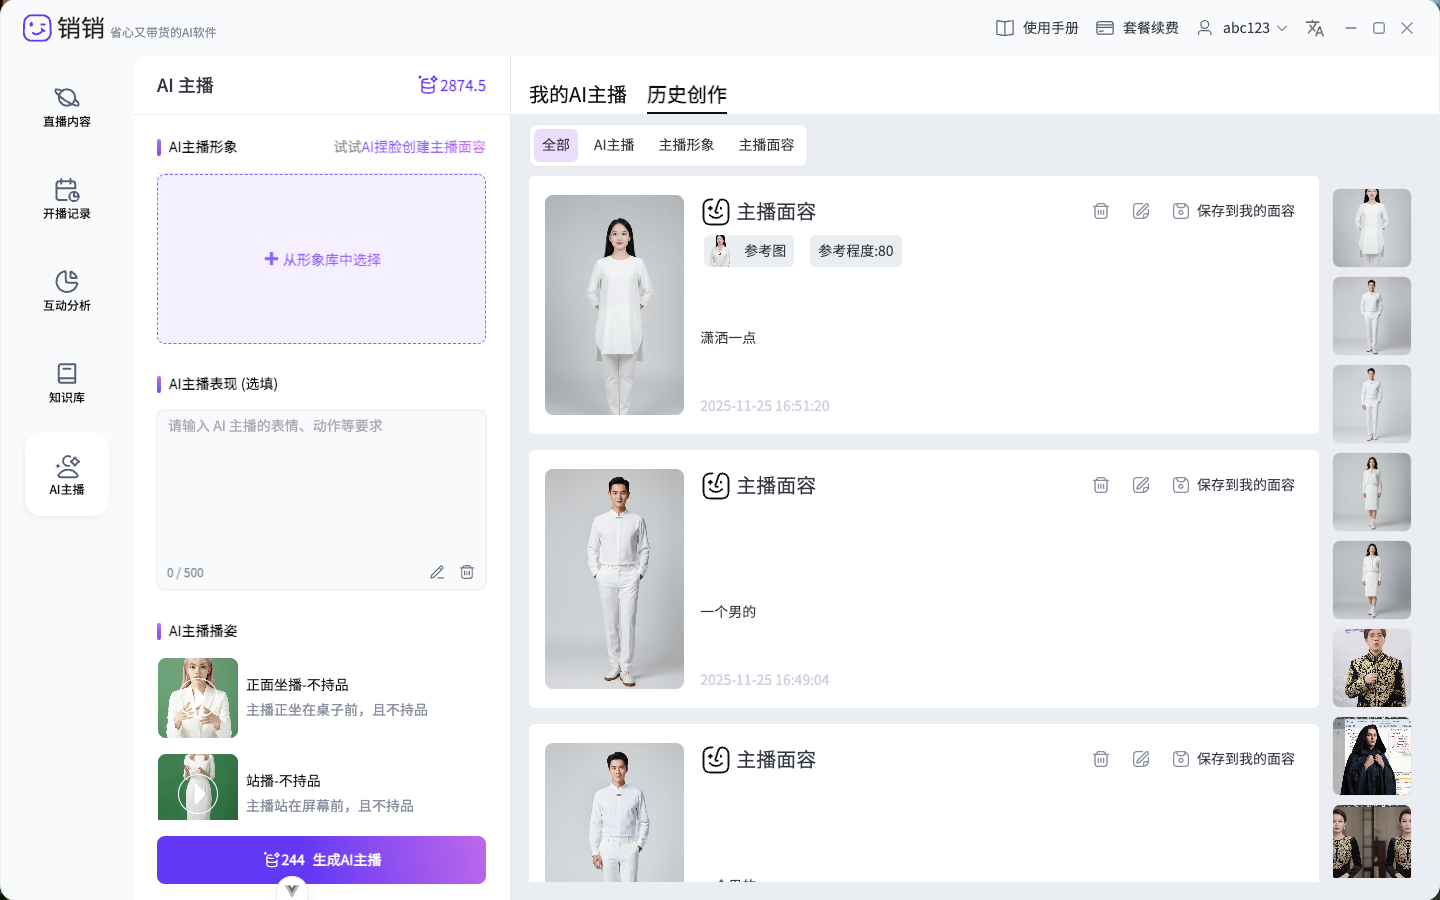 销销 省心又带货的AI软件
使用手册
套餐续费
abc123
直播内容
开播记录
互动分析
知识库
AI主播
AI 主播
2874.5
AI主播形象
试试AI捏脸创建主播面容
从形象库中选择
AI主播表现 (选填)
请输入 AI 主播的表情、动作等要求
0 / 500
AI主播播姿
正面坐播-不持品
主播正坐在桌子前，且不持品
站播-不持品
主播站在屏幕前，且不持品
244 生成AI主播
我的AI主播
历史创作
全部
AI主播
主播形象
主播面容
主播面容
保存到我的面容
参考图
参考程度:80
潇洒一点
2025-11-25 16:51:20
主播面容
保存到我的面容
一个男的
2025-11-25 16:49:04
主播面容
保存到我的面容